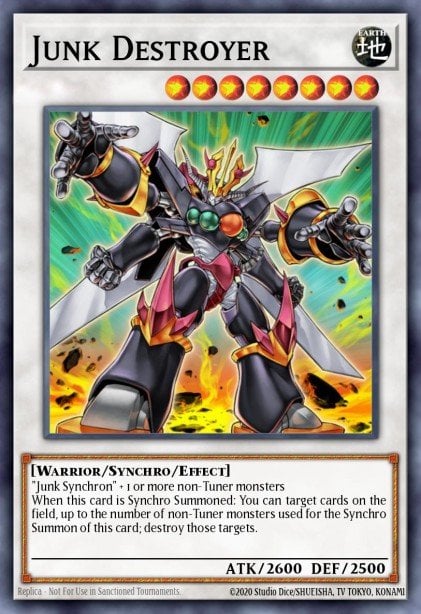 JUNK DESTROYER
EARTH
地
[WARRIOR/SYNCHRO/EFFECT]
"Junk Synchron" + 1 or more non-Tuner monsters
When this card is Synchro Summoned: You can target cards on the
field, up to the number of non-Tuner monsters used for the Synchro
Summon of this card; destroy those targets.
ATK/2600 DEF/2500
Replica - Not For Use in Sanctioned Tournaments.
©2020 Studio Dice/SHUEISHA, TV TOKYO, KONAMI